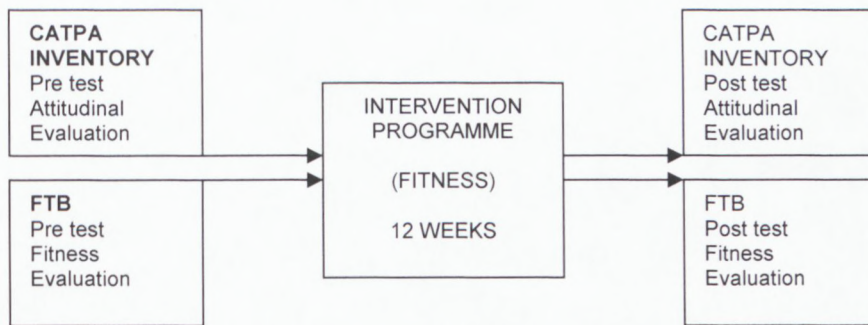 CATPA
INVENTORY
Pre test
Attitudinal
Evaluation
FTB
Pre test
Fitness
Evaluation
INTERVENTION
PROGRAMME
(FITNESS)
12 WEEKS
CATPA
INVENTORY
Post test
Attitudinal
Evaluation
FTB
Post test
Fitness
Evaluation